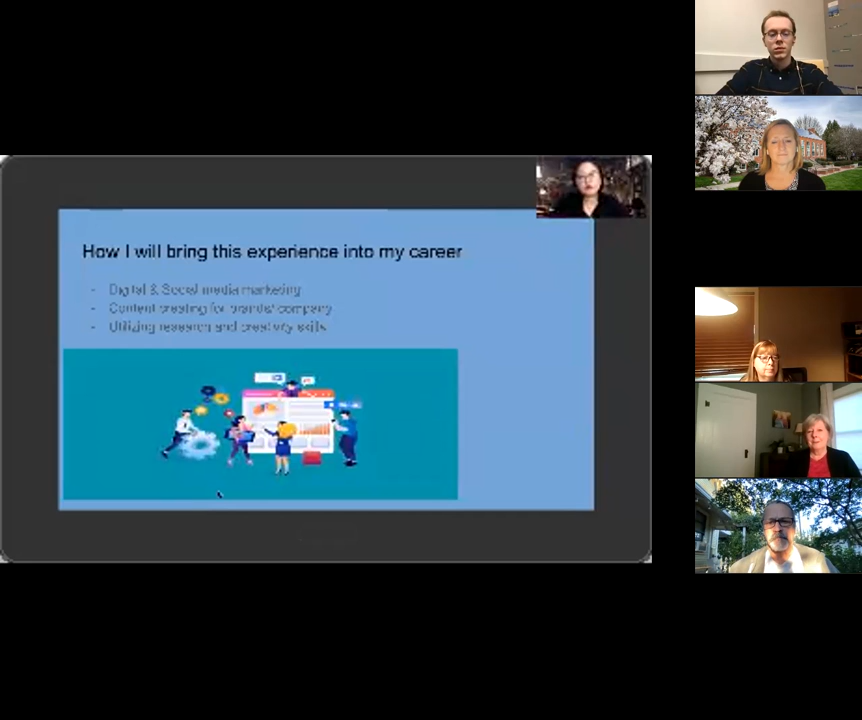 How I will bring this experience into my career
- Digital & Social media marketing
- Content creating for brands/ company
- Utilizing research and creativity skills